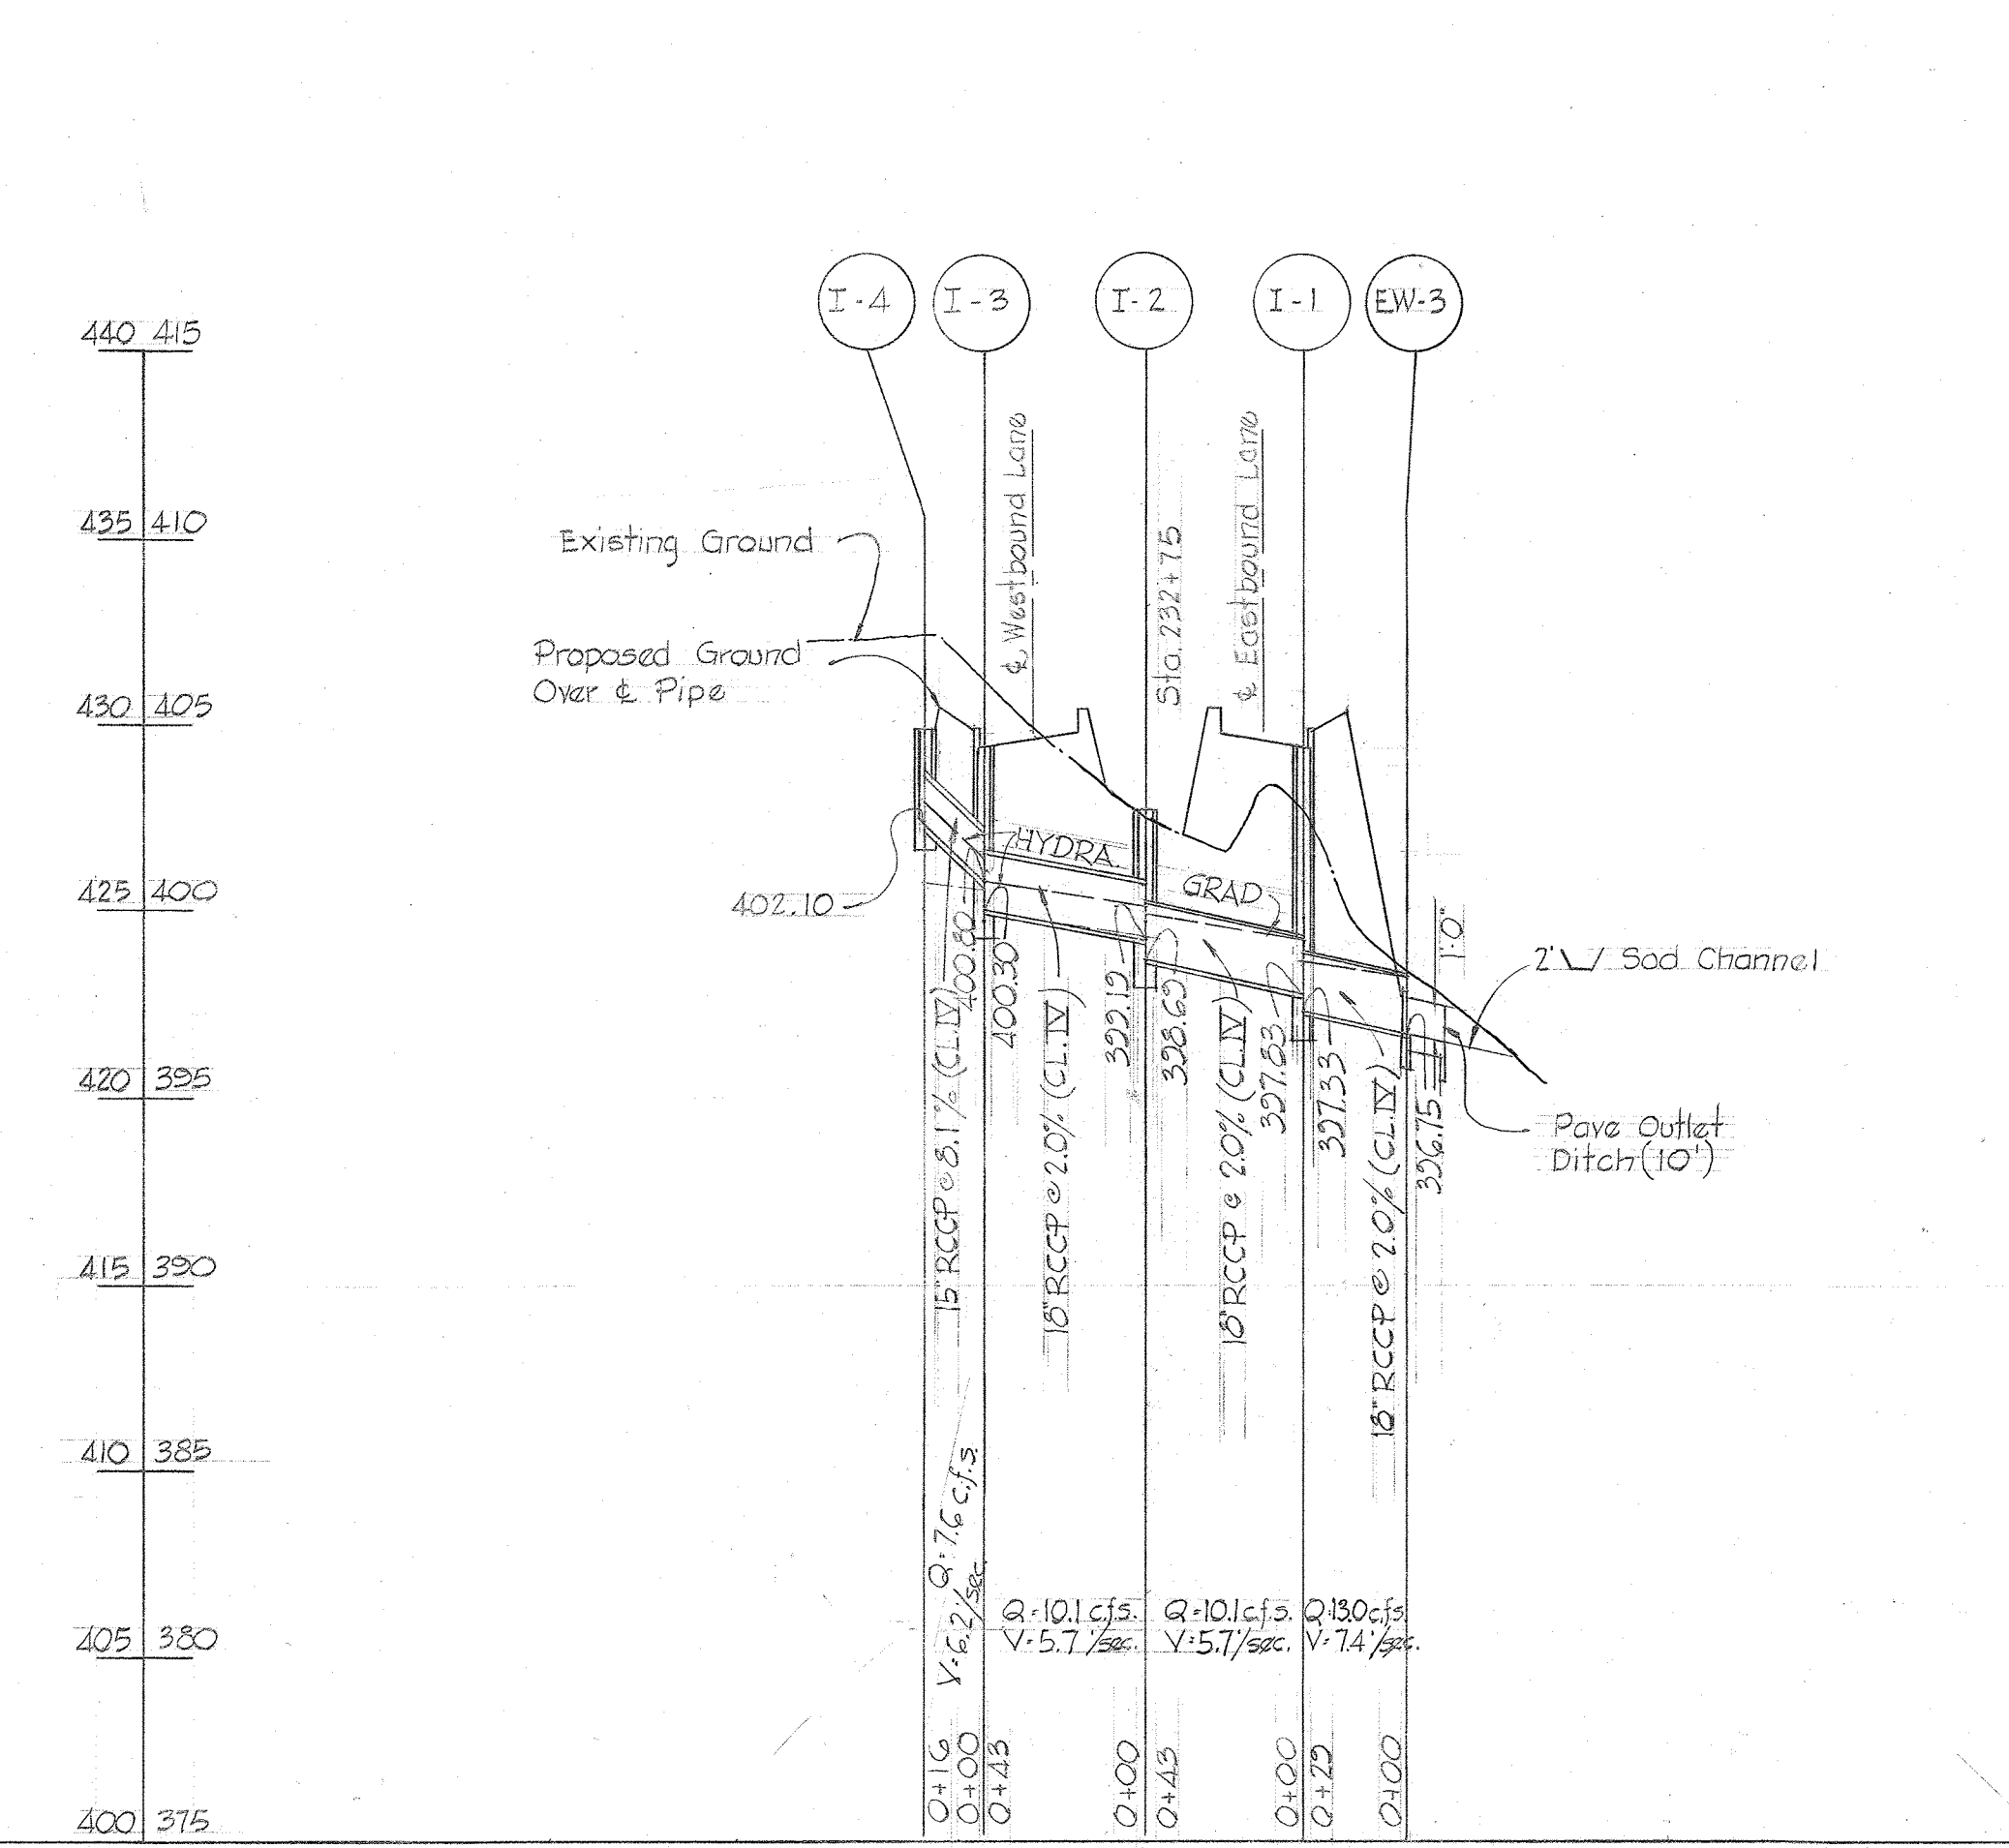 I-4
I-3
I-2
I-1
EW-3
440 415
435 410
430 405
425 400
420 395
415 390
410 385
405 380
400 375
Existing Ground
Proposed Ground
Over ℄ Pipe
℄ Westbound Lane
Sta. 232+75
℄ Eastbound Lane
HYDRA.
GRAD
402.10
400.80
400.30
399.19
398.69
397.83
397.33
396.75
1'-0"
2' \_/ Sod Channel
Pave Outlet
Ditch (10')
15" RCCP @ 8.1% (CL.IV)
18" RCCP @ 2.0% (CL.IV)
18" RCCP @ 2.0% (CL.IV)
18" RCCP @ 2.0% (CL.IV)
Q=7.6 c.f.s.
V=6.2'/sec.
Q=10.1 c.f.s.
V=5.7'/sec.
Q=10.1 c.f.s.
V=5.7'/sec.
Q=13.0 c.f.s.
V=7.4'/sec.
0+16
0+00
0+43
0+00
0+43
0+00
0+29
0+00